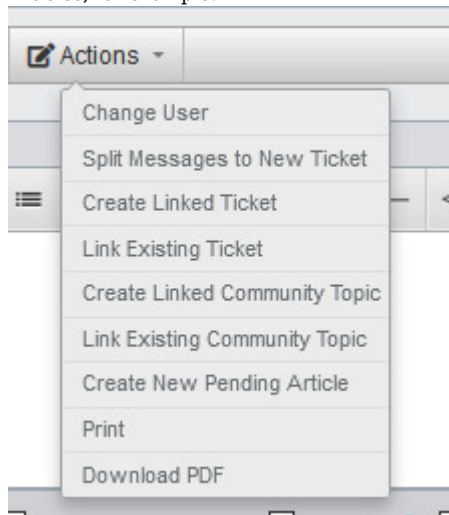 Actions
Change User
Split Messages to New Ticket
Create Linked Ticket
Link Existing Ticket
Create Linked Community Topic
Link Existing Community Topic
Create New Pending Article
Print
Download PDF